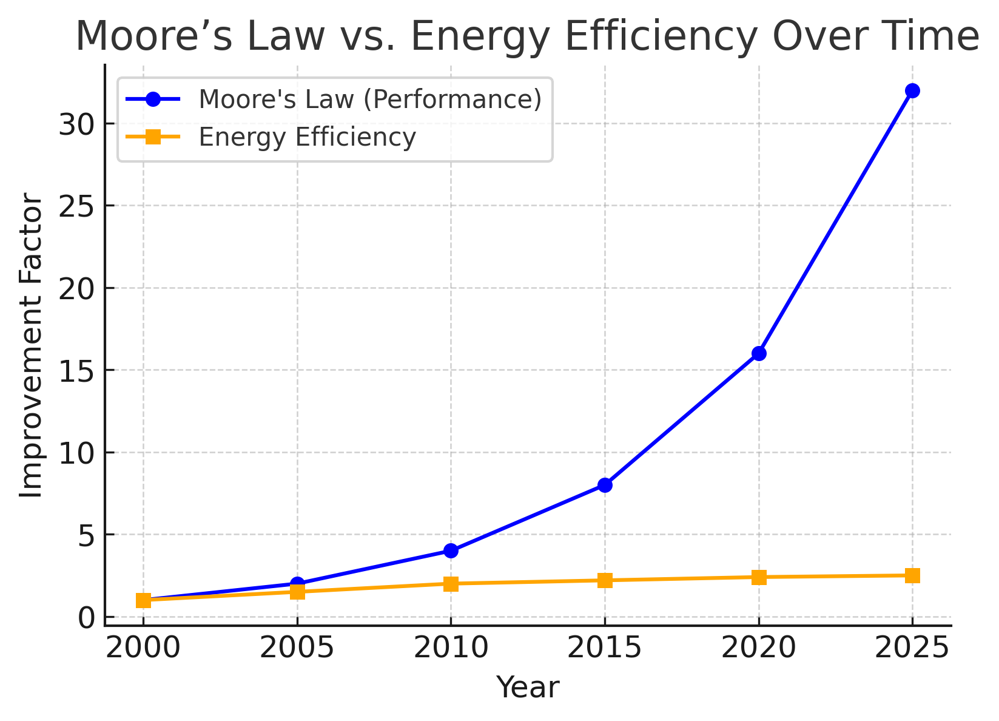 Moore’s Law vs. Energy Efficiency Over Time
Moore's Law (Performance)
Energy Efficiency
Improvement Factor
30
25
20
15
10
5
0
2000 2005 2010 2015 2020 2025
Year